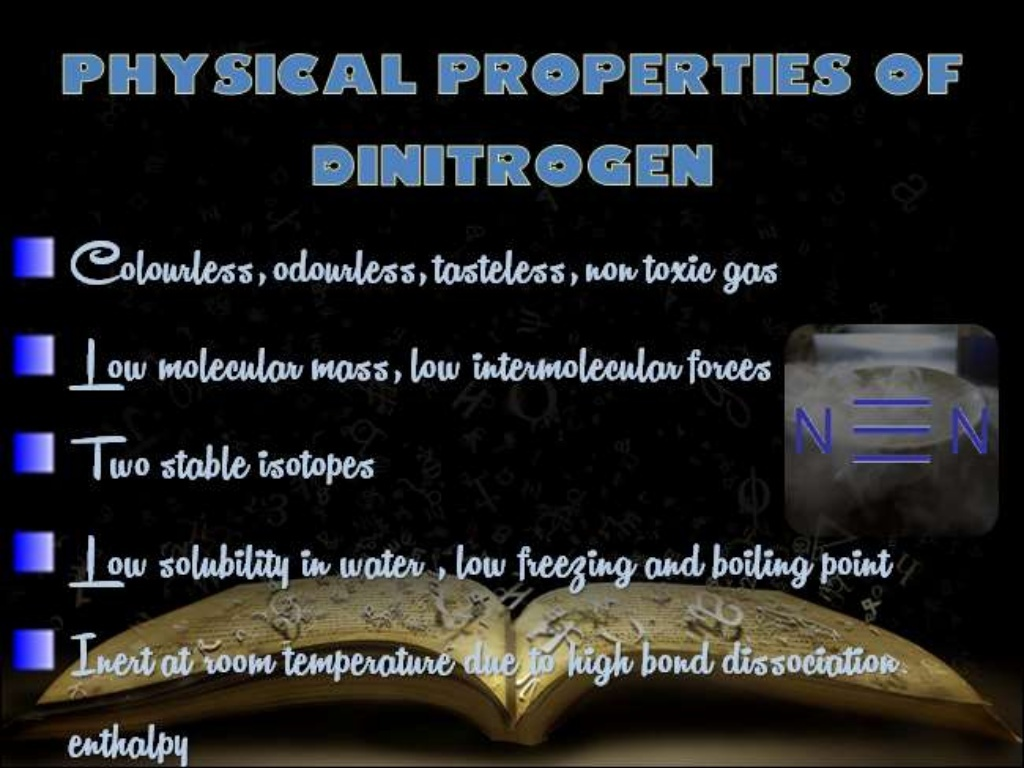 PHYSICAL PROPERTIES OF
DINITROGEN
Colourless, odourless, tasteless, non toxic gas
Low molecular mass, low intermolecular forces
N≡N
Two stable isotopes
Low solubility in water , low freezing and boiling point
Inert at room temperature due to high bond dissociation
enthalpy